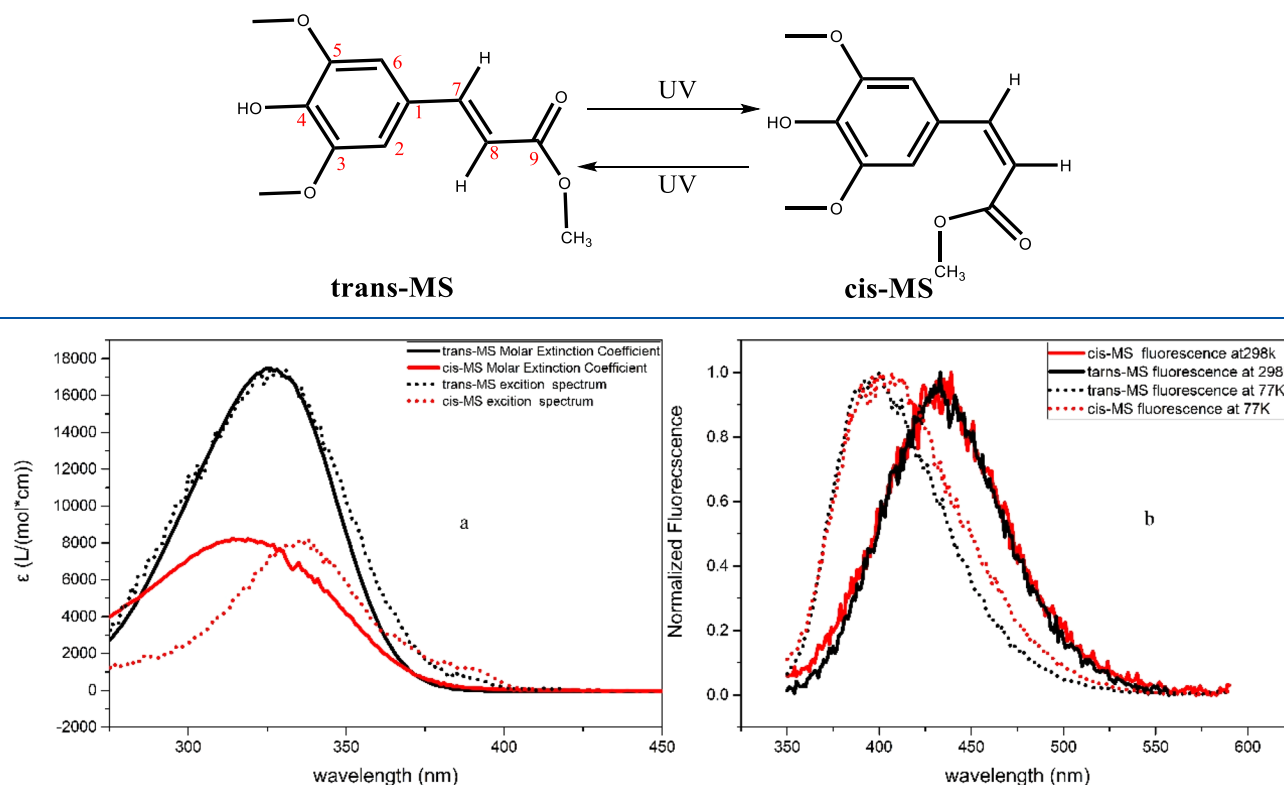 O
5
6
H
7
HO
4
1
O
3
2
8
9
H
O
O
CH3
trans-MS
UV
UV
O
H
HO
H
O
O
O
CH3
cis-MS
18000
16000
14000
12000
10000
8000
6000
4000
2000
0
-2000
ε (L/(mol*cm))
trans-MS Molar Extinction Coefficient
cis-MS Molar Extinction Coefficient
trans-MS excition spectrum
cis-MS excition spectrum
a
300 350 400 450
wavelength (nm)
1.0
0.8
0.6
0.4
0.2
0.0
Normalized Fluorecscence
cis-MS fluorescence at298k
tarns-MS fluorescence at 298
trans-MS fluorescence at 77K
cis-MS fluorescence at 77K
b
350 400 450 500 550 600
wavelength (nm)